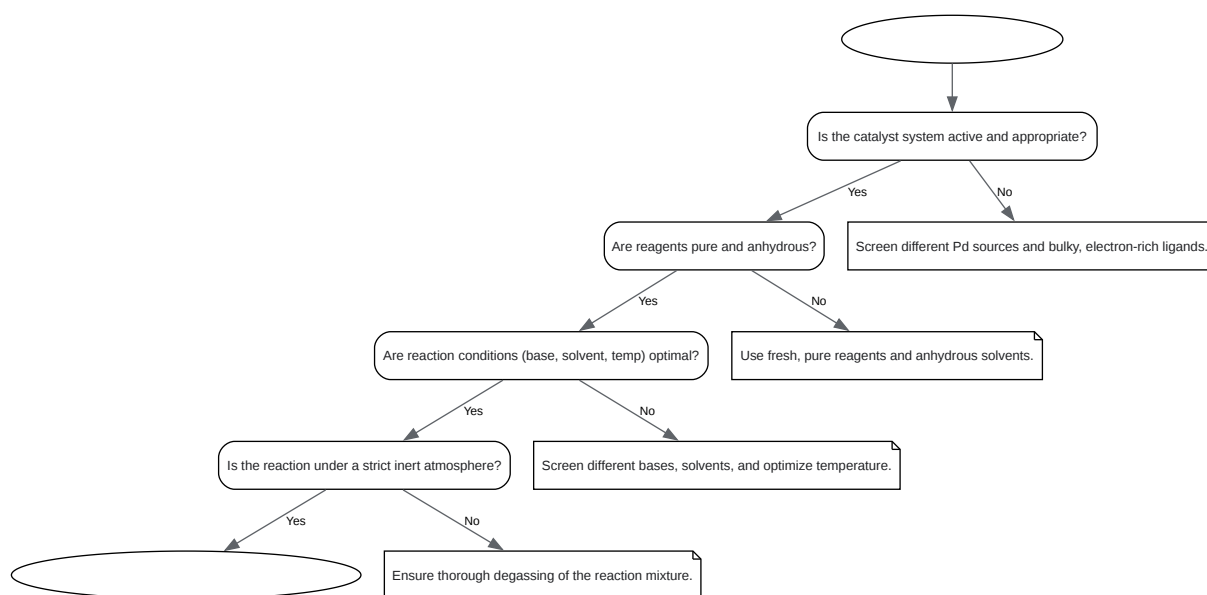 Is the catalyst system active and appropriate?
Yes
No
Are reagents pure and anhydrous?
Screen different Pd sources and bulky, electron-rich ligands.
Yes
No
Are reaction conditions (base, solvent, temp) optimal?
Use fresh, pure reagents and anhydrous solvents.
Yes
No
Is the reaction under a strict inert atmosphere?
Screen different bases, solvents, and optimize temperature.
Yes
No
Ensure thorough degassing of the reaction mixture.